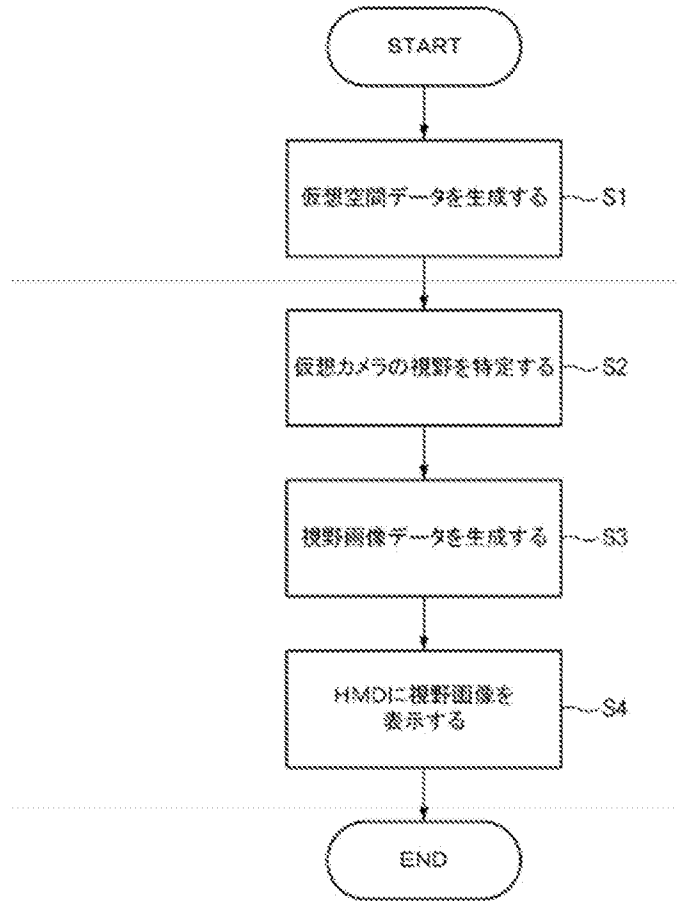 START
仮想空間データを生成する
S1
仮想カメラの視野を特定する
S2
視野画像データを生成する
S3
HMDに視野画像を
表示する
S4
END